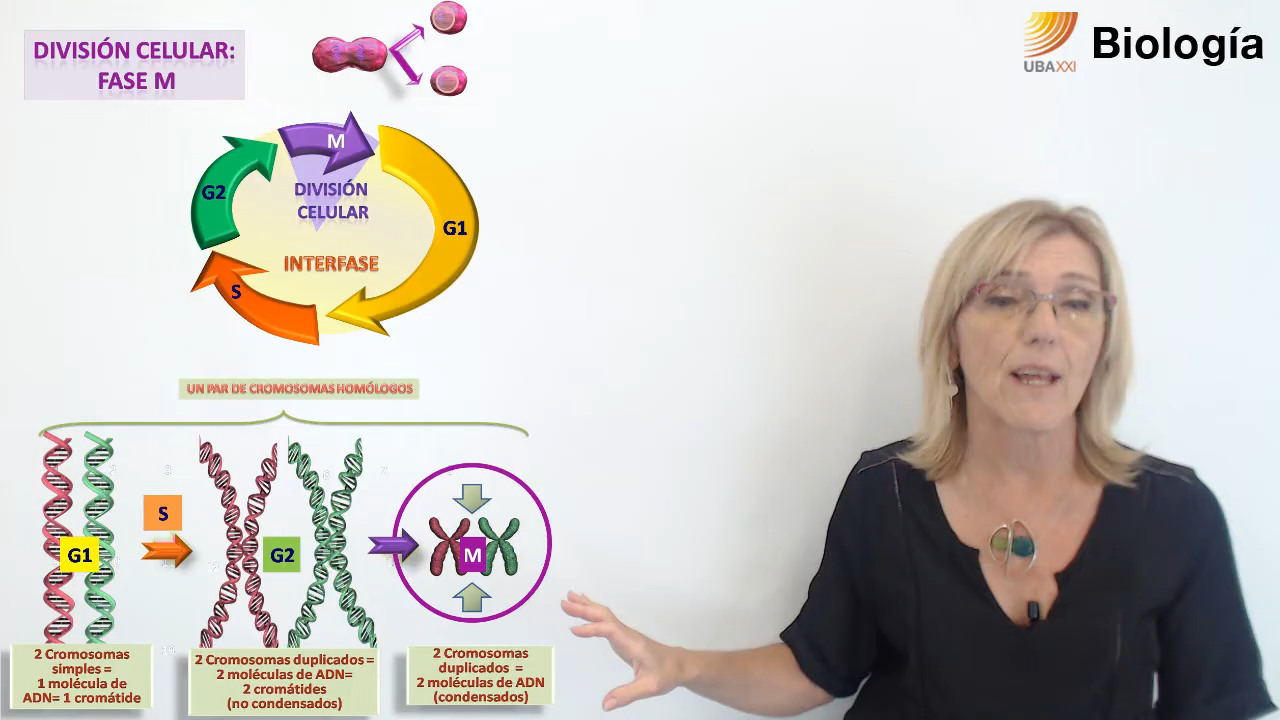 DIVISIÓN CELULAR:
FASE M
UBAXXI
Biología
M
G2
DIVISIÓN
CELULAR
G1
INTERFASE
S
UN PAR DE CROMOSOMAS HOMÓLOGOS
S
G1
G2
M
2 Cromosomas
simples =
1 molécula de
ADN= 1 cromátide
2 Cromosomas duplicados =
2 moléculas de ADN=
2 cromátides
(no condensados)
2 Cromosomas
duplicados =
2 moléculas de ADN
(condensados)